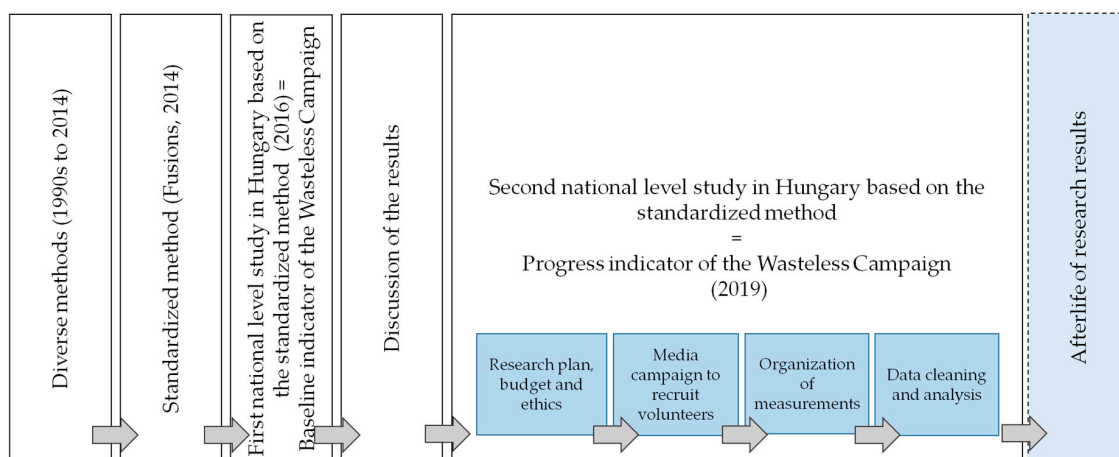 Diverse methods (1990s to 2014)
Standardized method (Fusions, 2014)
First national level study in Hungary based on
the standardized method (2016) =
Baseline indicator of the Wasteless Campaign
Discussion of the results
Second national level study in Hungary based on the
standardized method
=
Progress indicator of the Wasteless Campaign
(2019)
Research plan,
budget and
ethics
Media
campaign to
recruit
volunteers
Organization
of
measurements
Data cleaning
and analysis
Afterlife of research results